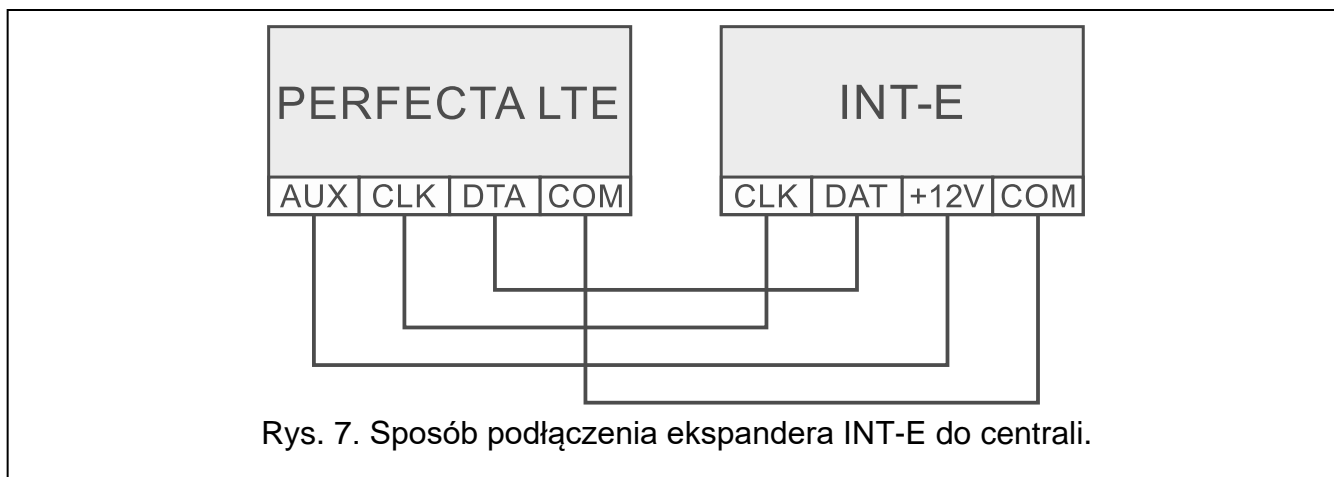 PERFECTA LTE INT-E
AUX CLK DTA COM CLK DAT +12V COM
Rys. 7. Sposób podłączenia ekspandera INT-E do centrali.